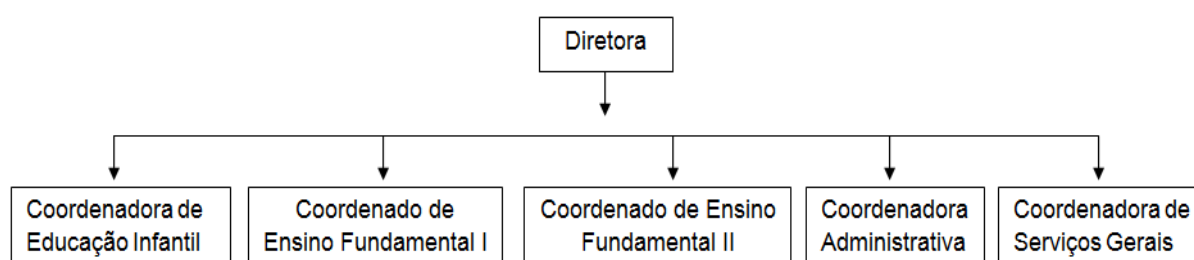 Diretora
Coordenadora de
Educação Infantil
Coordenado de
Ensino Fundamental I
Coordenado de Ensino
Fundamental II
Coordenadora
Administrativa
Coordenadora de
Serviços Gerais